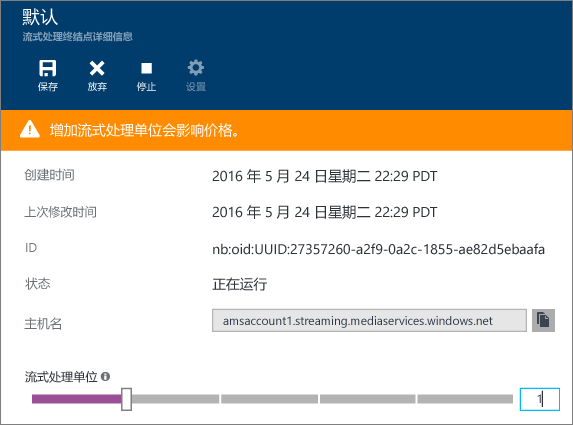 默认
流式处理终结点详细信息
保存 放弃 停止 设置
增加流式处理单位会影响价格。
创建时间 2016 年 5 月 24 日星期二 22:29 PDT
上次修改时间 2016 年 5 月 24 日星期二 22:29 PDT
ID nb:oid:UUID:27357260-a2f9-0a2c-1855-ae82d5ebaafa
状态 正在运行
主机名 amsaccount1.streaming.mediaservices.windows.net
流式处理单位
1